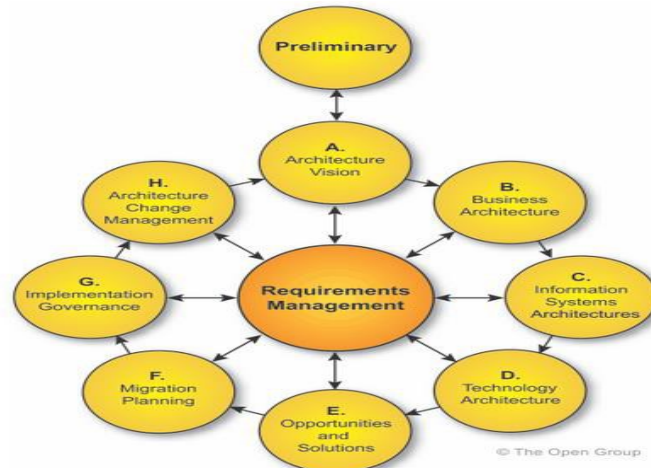 Preliminary
A.
Architecture
Vision
H.
Architecture
Change
Management
B.
Business
Architecture
G.
Implementation
Governance
Requirements
Management
C.
Information
Systems
Architectures
F.
Migration
Planning
D.
Technology
Architecture
E.
Opportunities
and
Solutions
© The Open Group